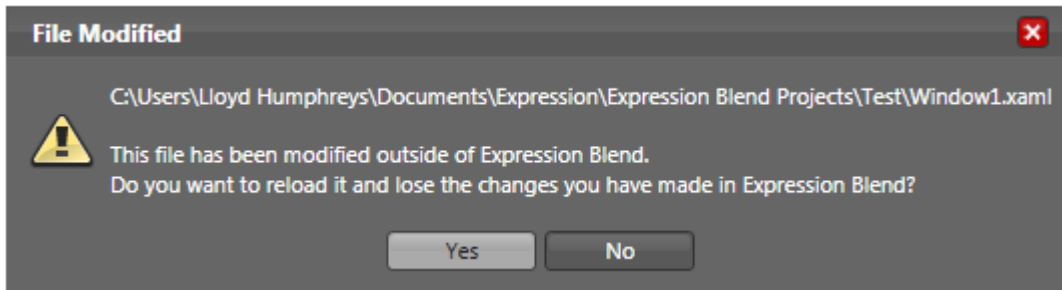 File Modified
C:\Users\Lloyd Humphreys\Documents\Expression\Expression Blend Projects\Test\Window1.xaml
This file has been modified outside of Expression Blend.
Do you want to reload it and lose the changes you have made in Expression Blend?
Yes No